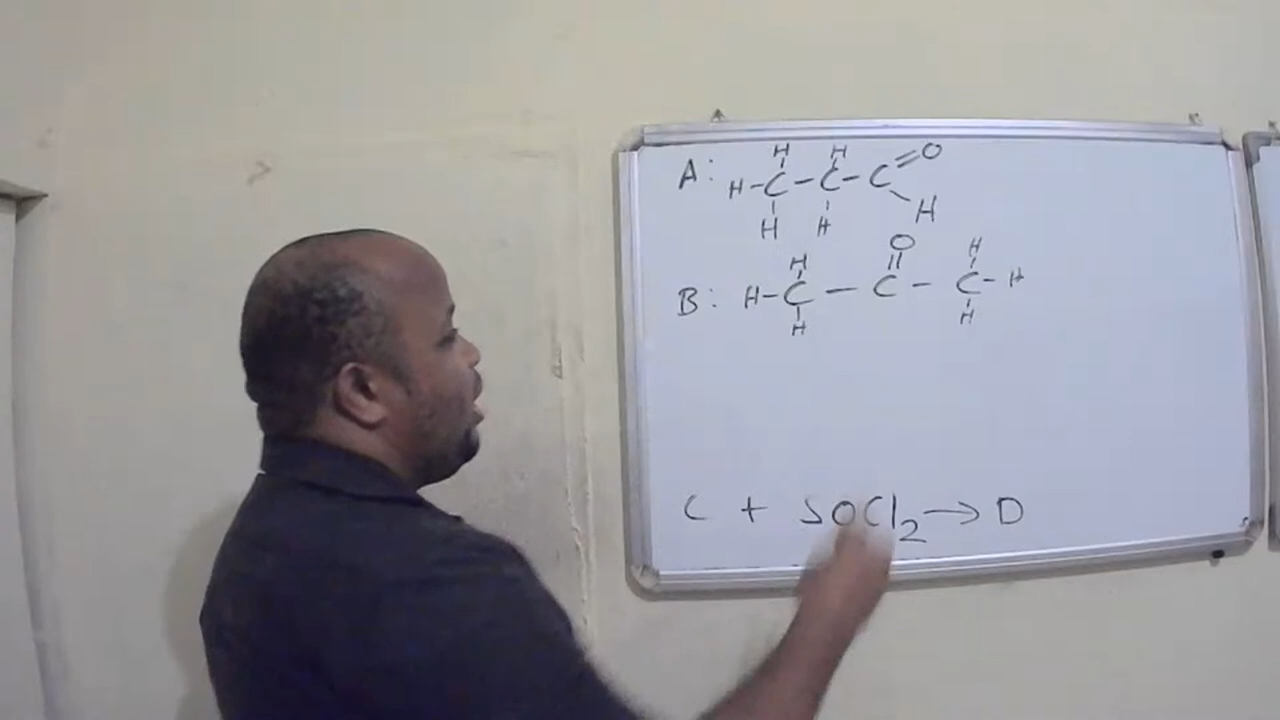 H H O
A: H-C-C-C
H H H
O H
H
B: H-C-C-C-H
H H
C + SOCl2 → D